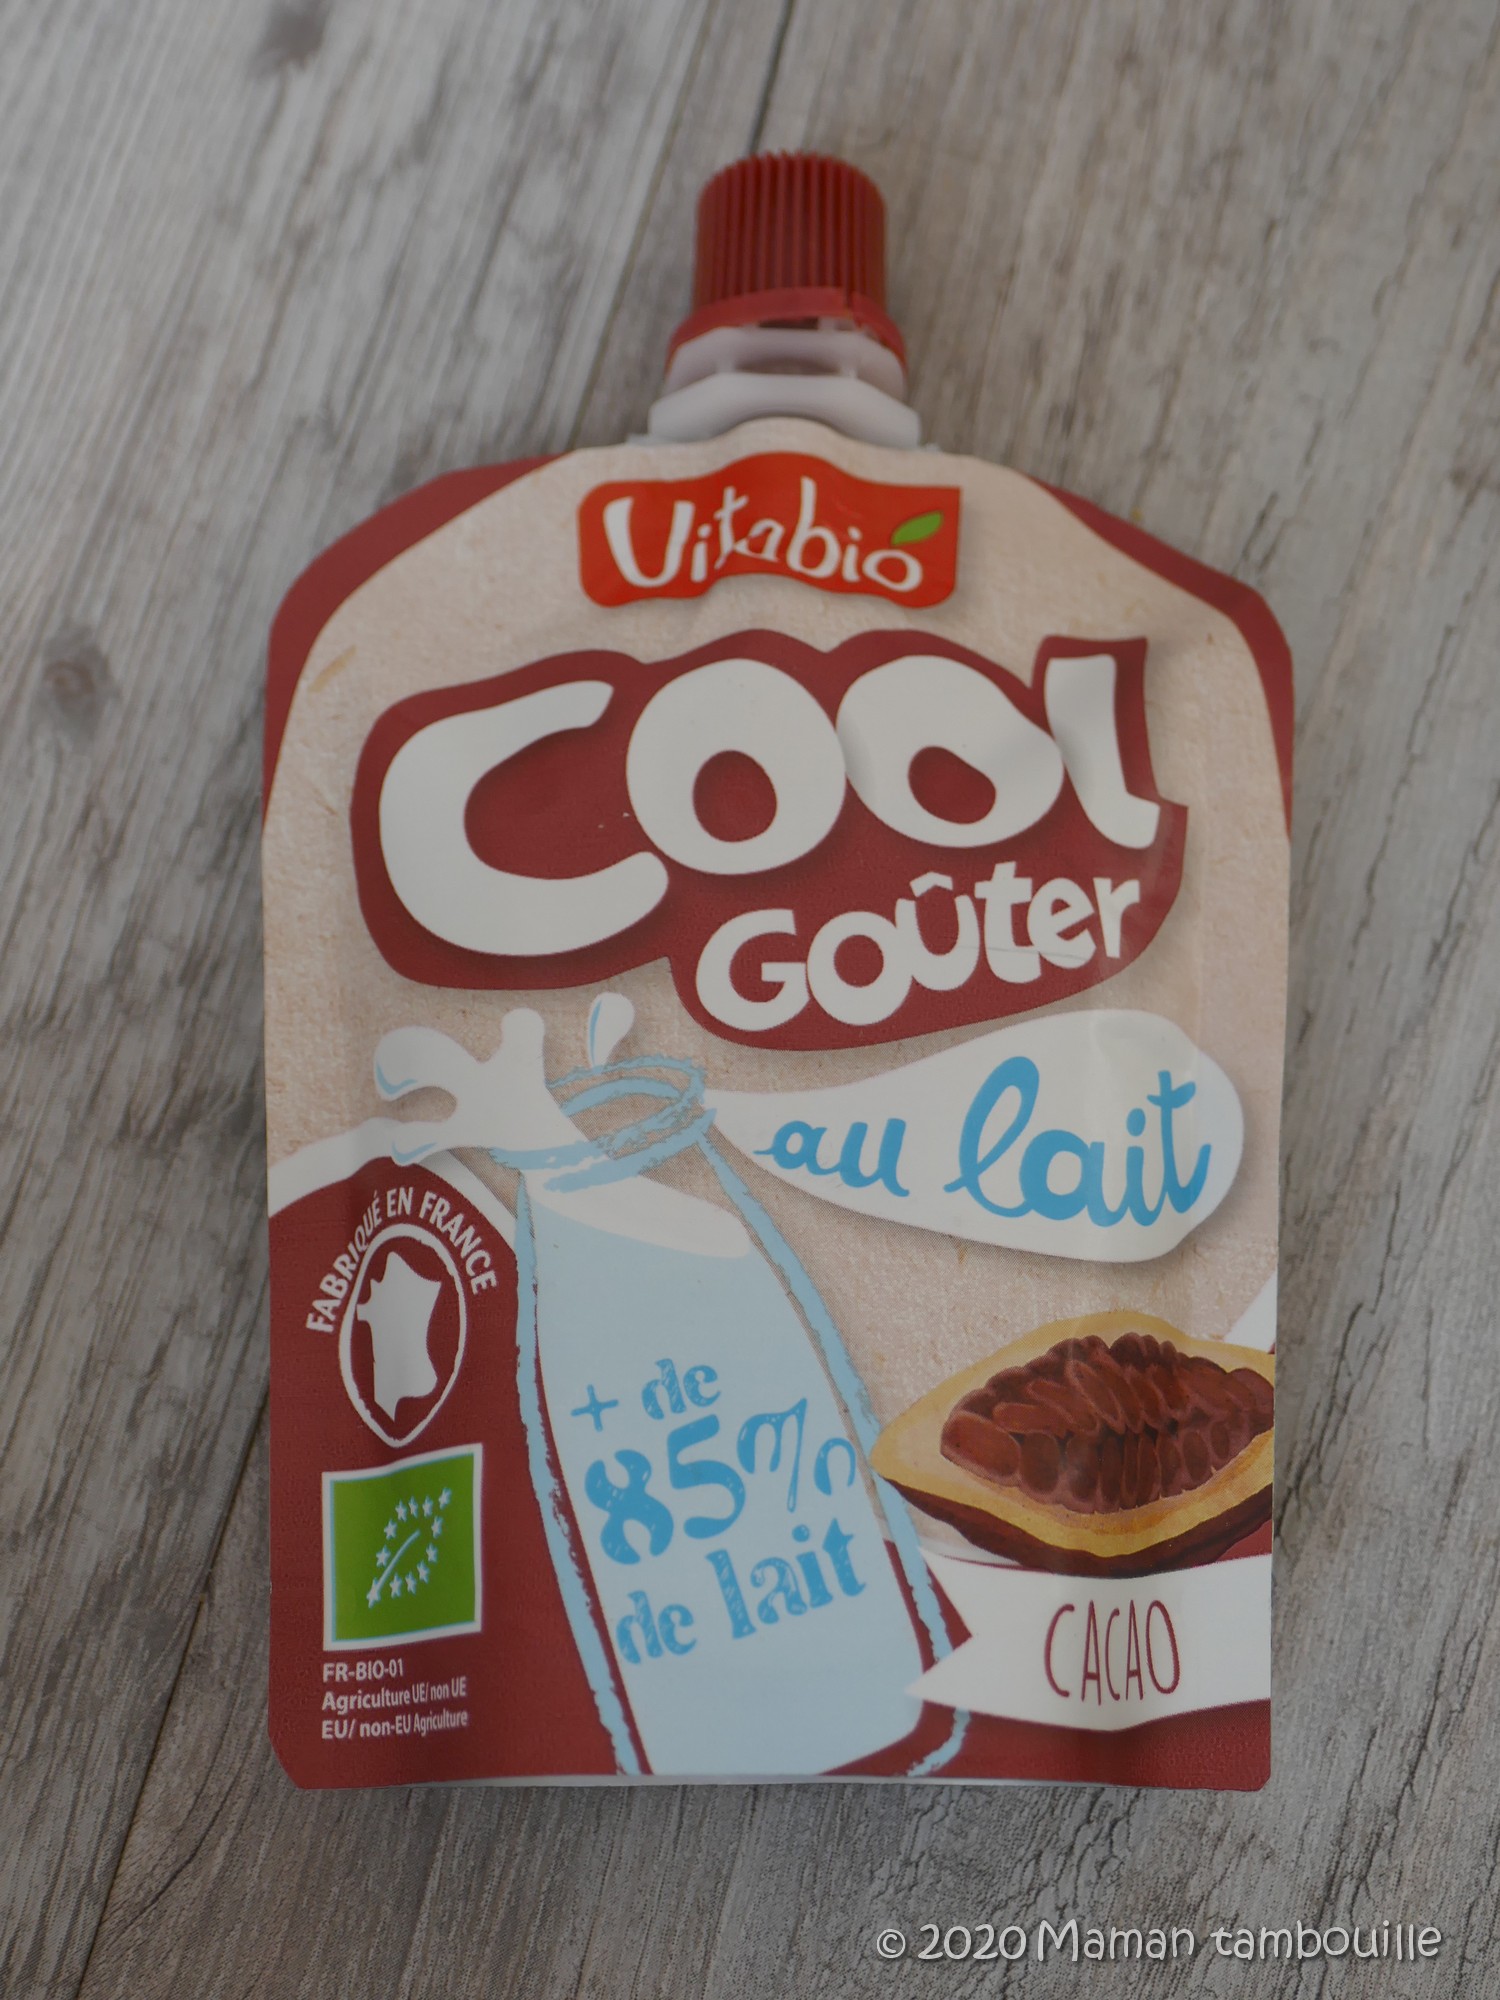 Vitabio
COOL
GOÛTER
au lait
FABRIQUÉ EN FRANCE
+ de
85%
de lait
CACAO
FR-BIO-01
Agriculture UE/ non UE
EU/ non-EU Agriculture
© 2020 Maman tambouille